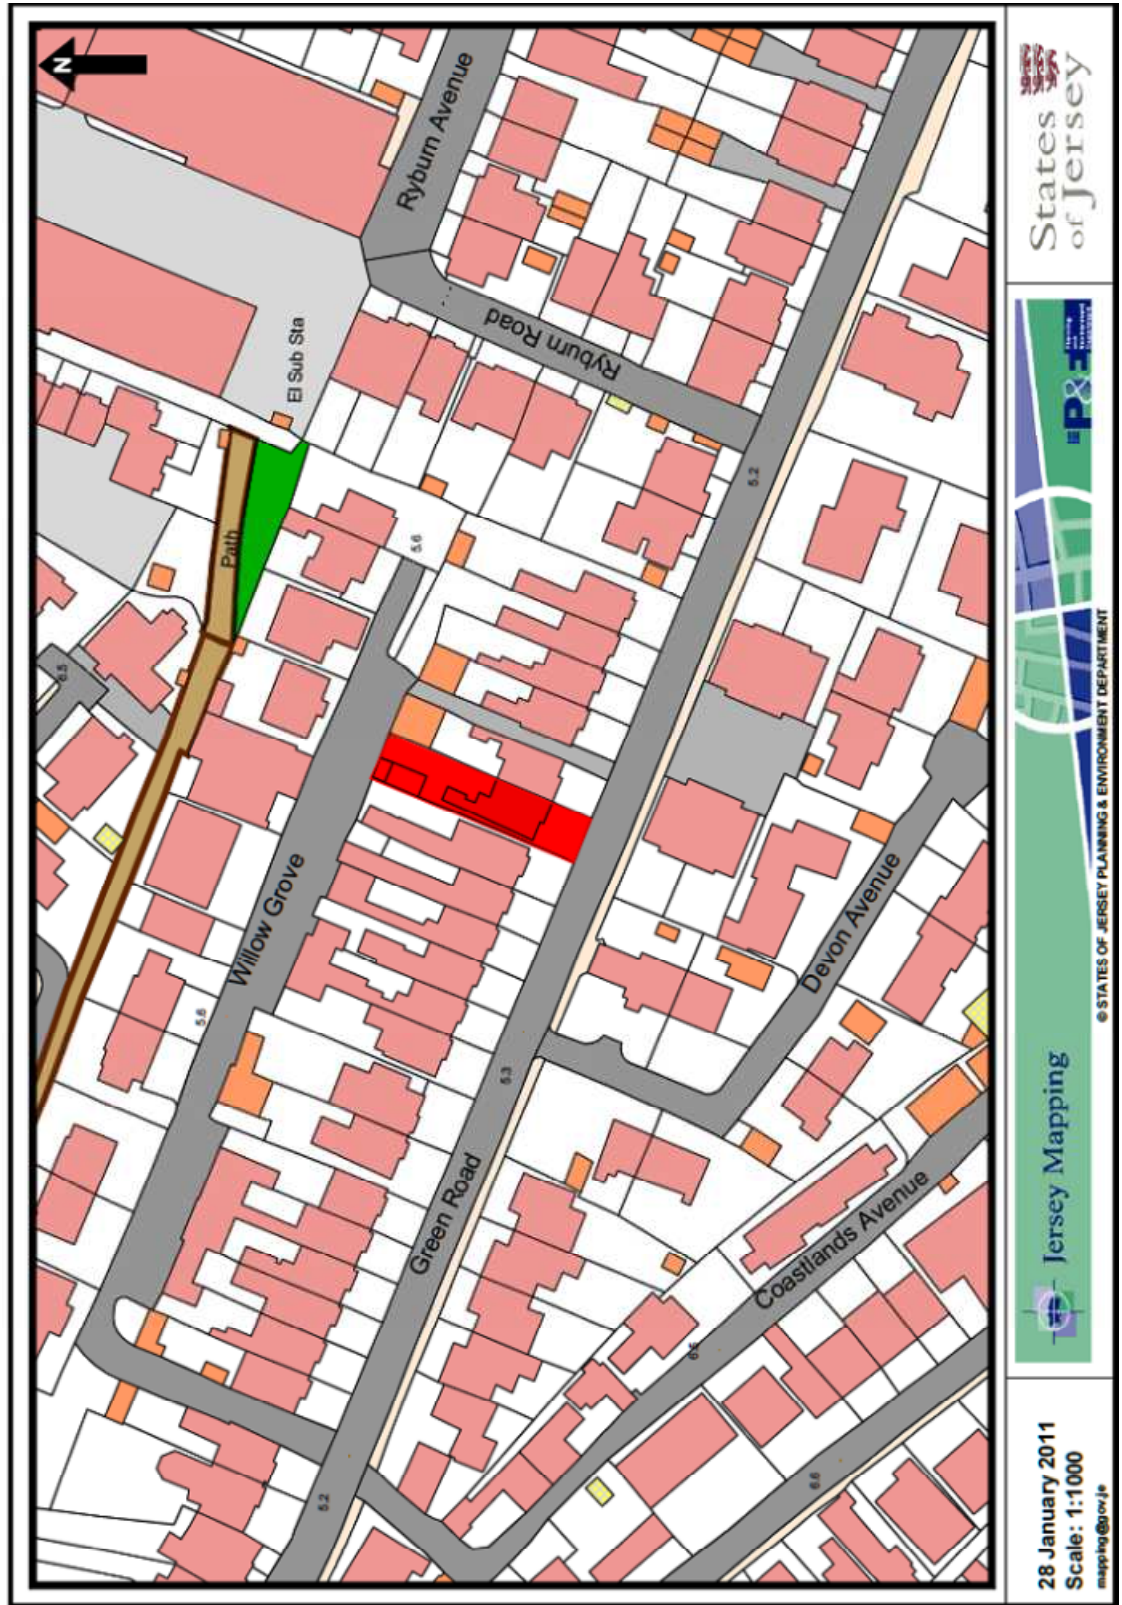 N
Ryburn Avenue
El Sub Sta
Ryburn Road
Path
5.6
5.2
6.5
Willow Grove
5.6
Devon Avenue
5.3
Green Road
Coastlands Avenue
5.2
6.6
States
of Jersey
P&E
Jersey Mapping
© STATES OF JERSEY PLANNING & ENVIRONMENT DEPARTMENT
28 January 2011
Scale: 1:1000
mapping@gov.je